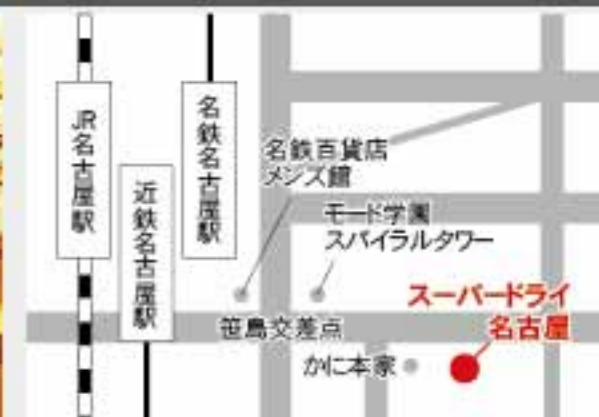 JR名古屋駅
近鉄名古屋駅
名鉄名古屋駅
名鉄百貨店
メンズ館
モード学園
スパイラルタワー
スーパードライ
名古屋
笹島交差点
かに本家